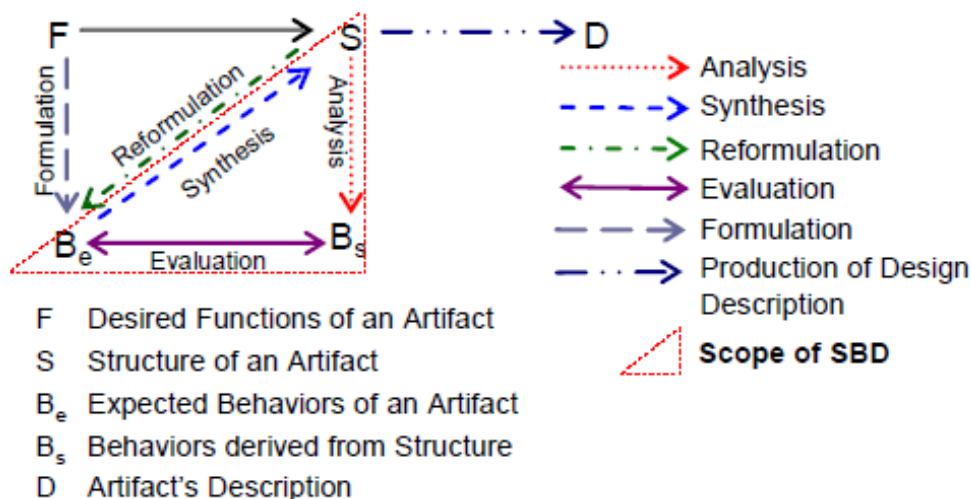 F
S
D
Formulation
Reformulation
Synthesis
Analysis
Be
Evaluation
Bs
Analysis
Synthesis
Reformulation
Evaluation
Formulation
Production of Design
Description
Scope of SBD
F Desired Functions of an Artifact
S Structure of an Artifact
Be Expected Behaviors of an Artifact
Bs Behaviors derived from Structure
D Artifact's Description